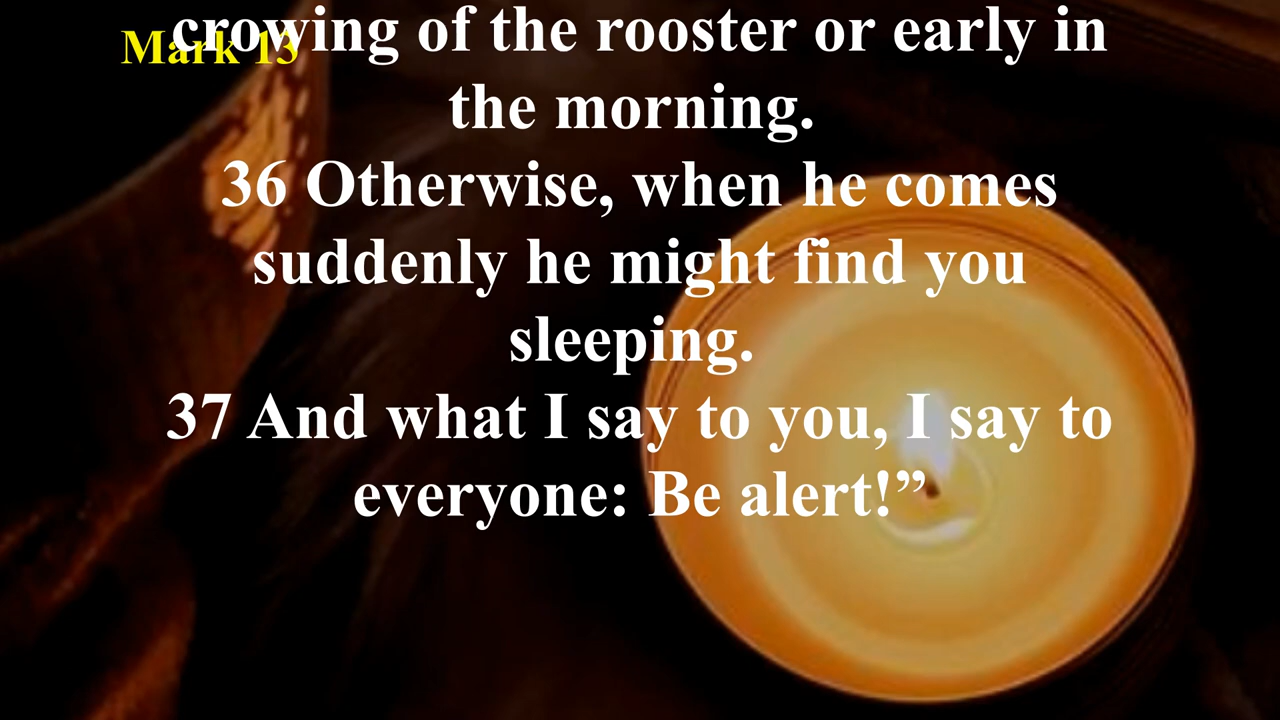 crowing of the rooster or early in
Mark 13
the morning.
36 Otherwise, when he comes
suddenly he might find you
sleeping.
37 And what I say to you, I say to
everyone: Be alert!”